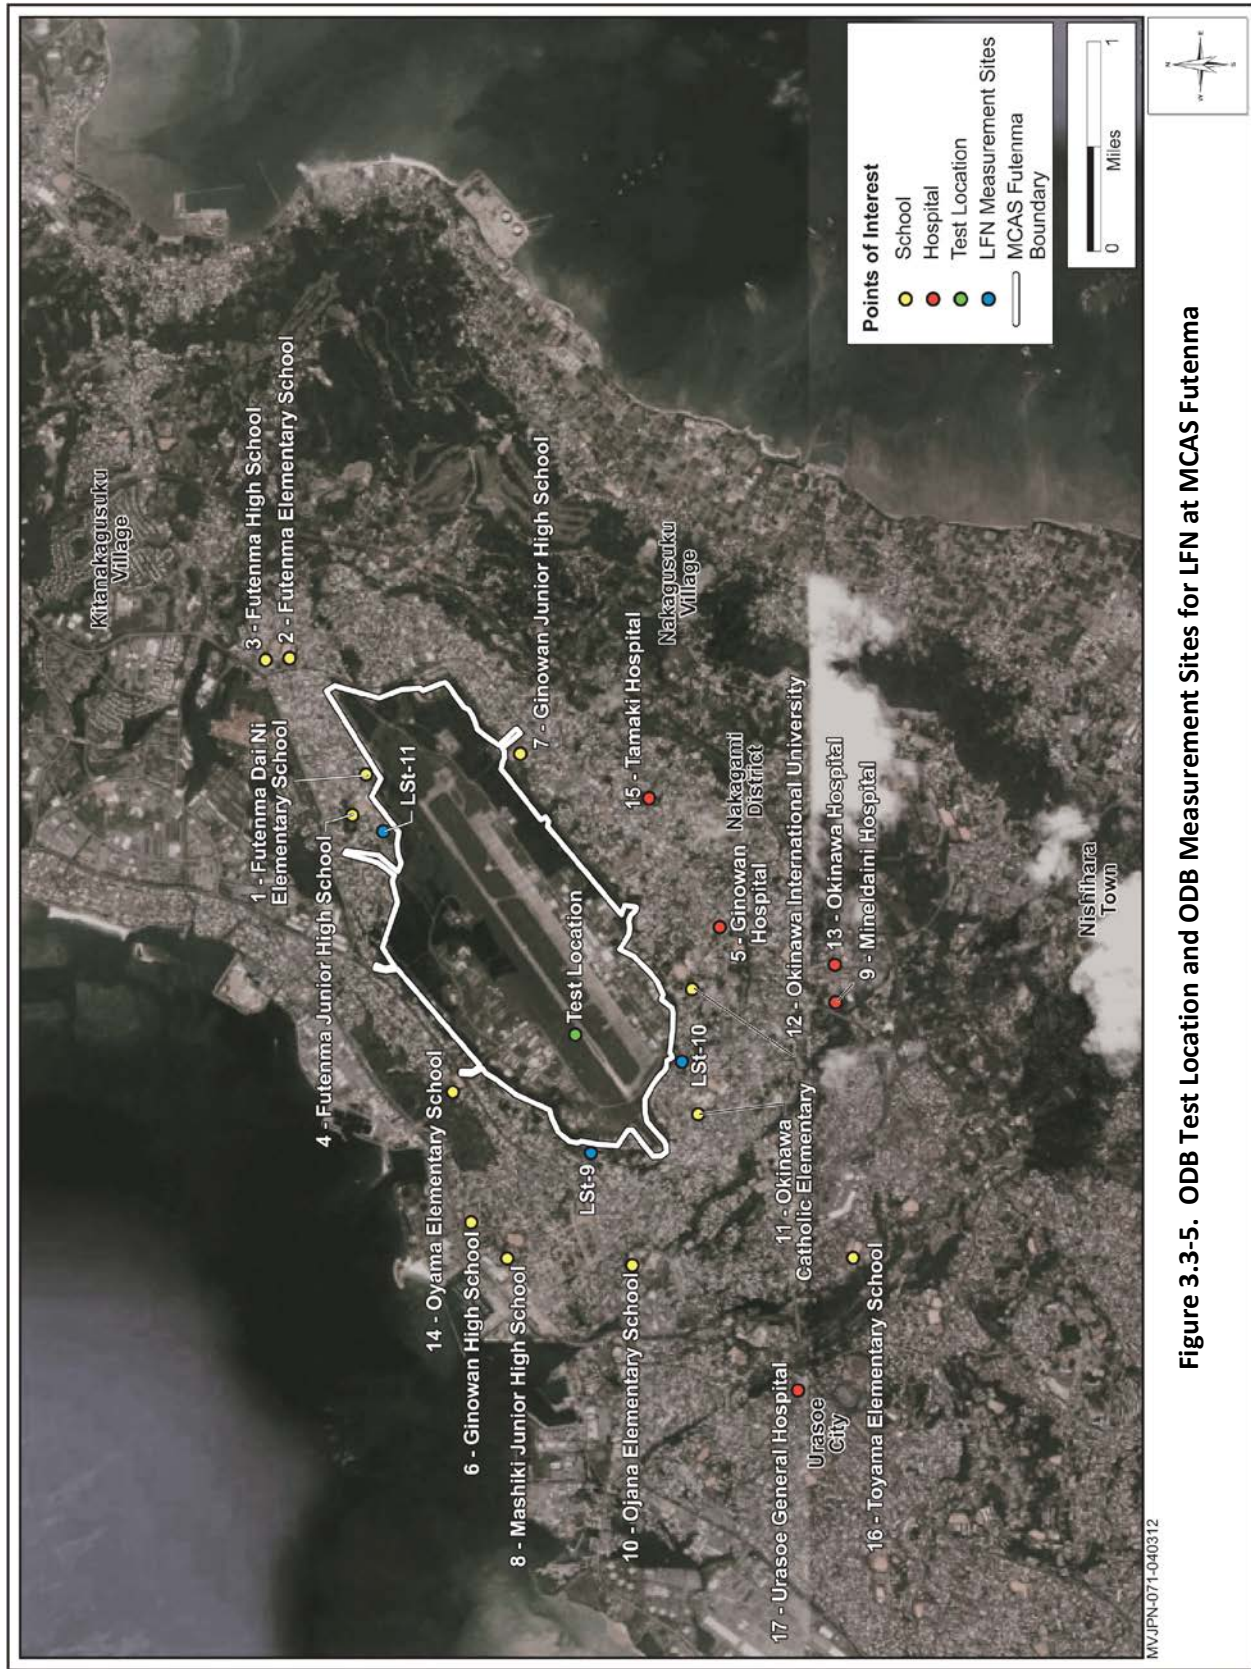 Kitanakagusuku
Village
3 - Futenma High School
2 - Futenma Elementary School
1 - Futenma Dai Ni
Elementary School
4 - Futenma Junior High School
LSt-11
7 - Ginowan Junior High School
14 - Oyama Elementary School
Test Location
15 - Tamaki Hospital
Nakagusuku
Village
6 - Ginowan High School
8 - Mashiki Junior High School
LSt-9
LSt-10
5 - Ginowan
Hospital
Nakagami
District
12 - Okinawa International University
10 - Ojana Elementary School
11 - Okinawa
Catholic Elementary
13 - Okinawa Hospital
9 - Mineldaini Hospital
17 - Urasoe General Hospital
Urasoe
City
16 - Toyama Elementary School
Nishihara
Town
Points of Interest
School
Hospital
Test Location
LFN Measurement Sites
MCAS Futenma
Boundary
0
1
Miles
N
W
E
S
MVJPN-071-040312
Figure 3.3-5. ODB Test Location and ODB Measurement Sites for LFN at MCAS Futenma